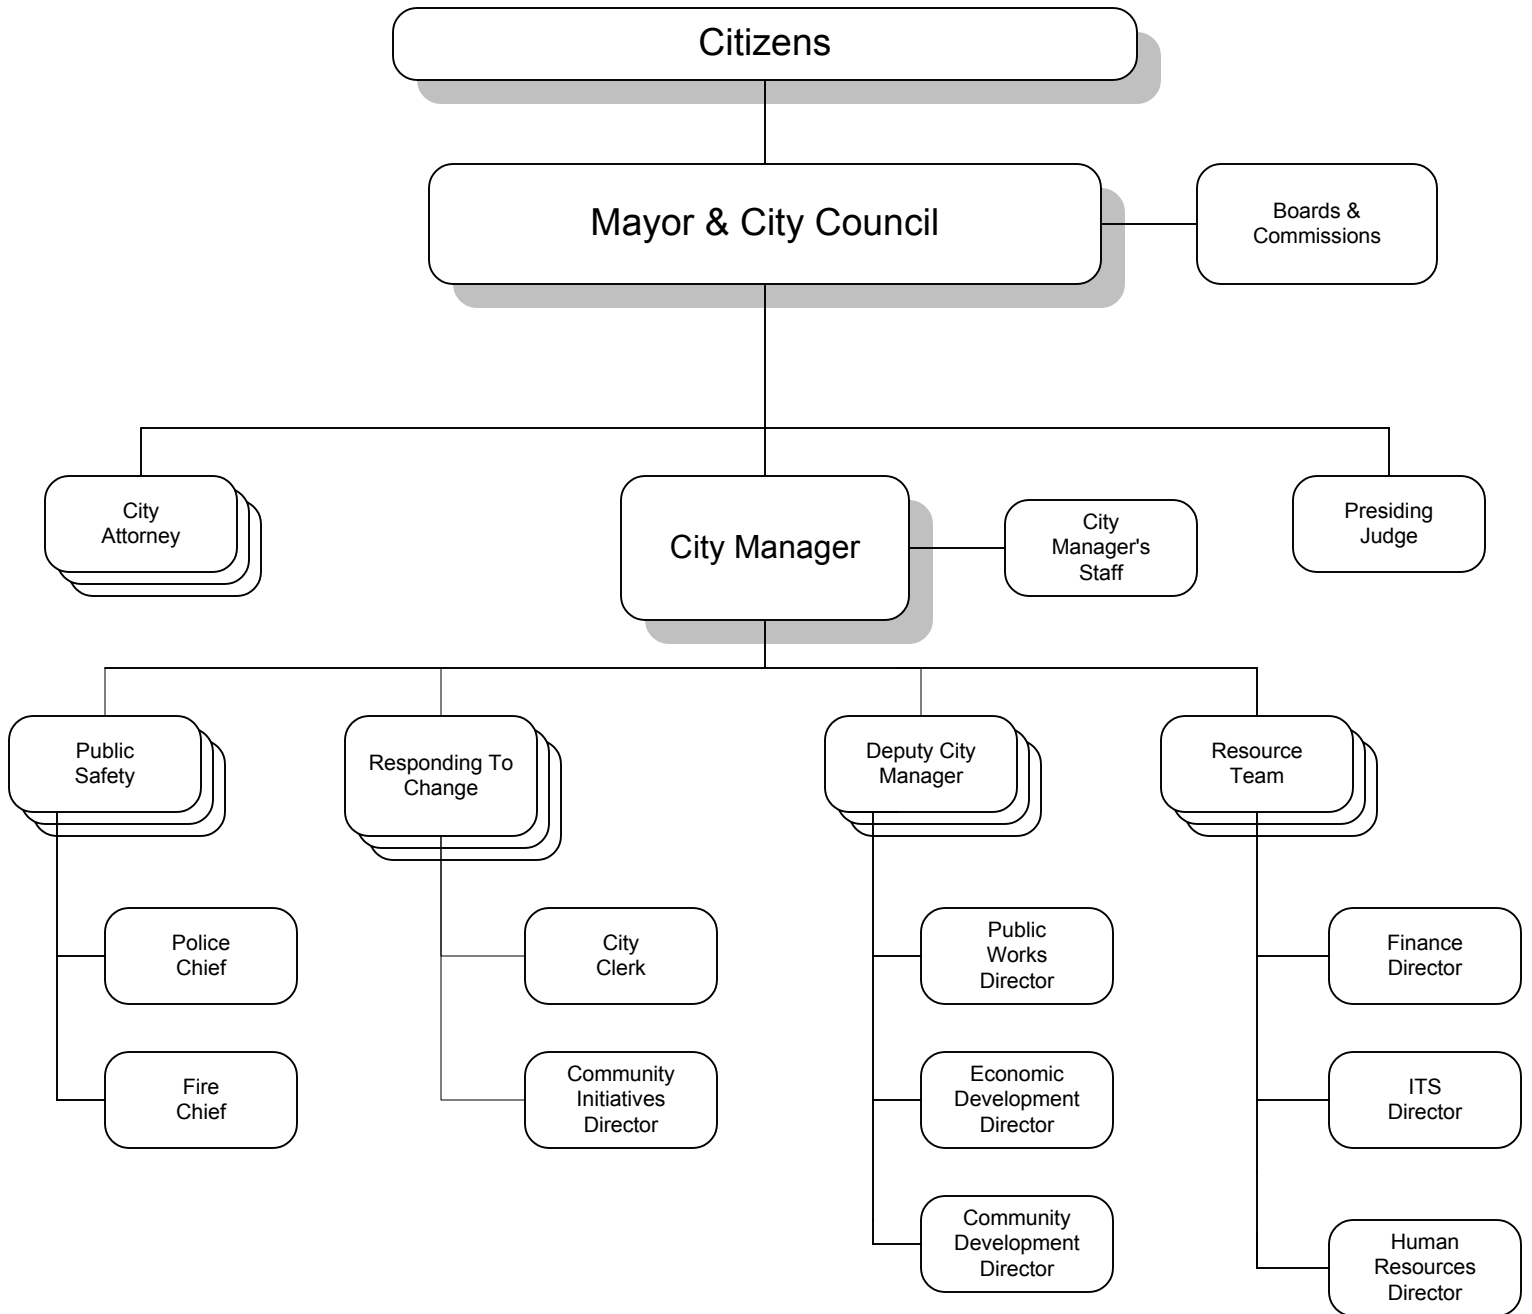 Citizens
Mayor & City Council
Boards &
Commissions
City
Attorney
City Manager
City
Manager's
Staff
Presiding
Judge
Public
Safety
Responding To
Change
Deputy City
Manager
Resource
Team
Police
Chief
City
Clerk
Public
Works
Director
Finance
Director
Fire
Chief
Community
Initiatives
Director
Economic
Development
Director
ITS
Director
Community
Development
Director
Human
Resources
Director